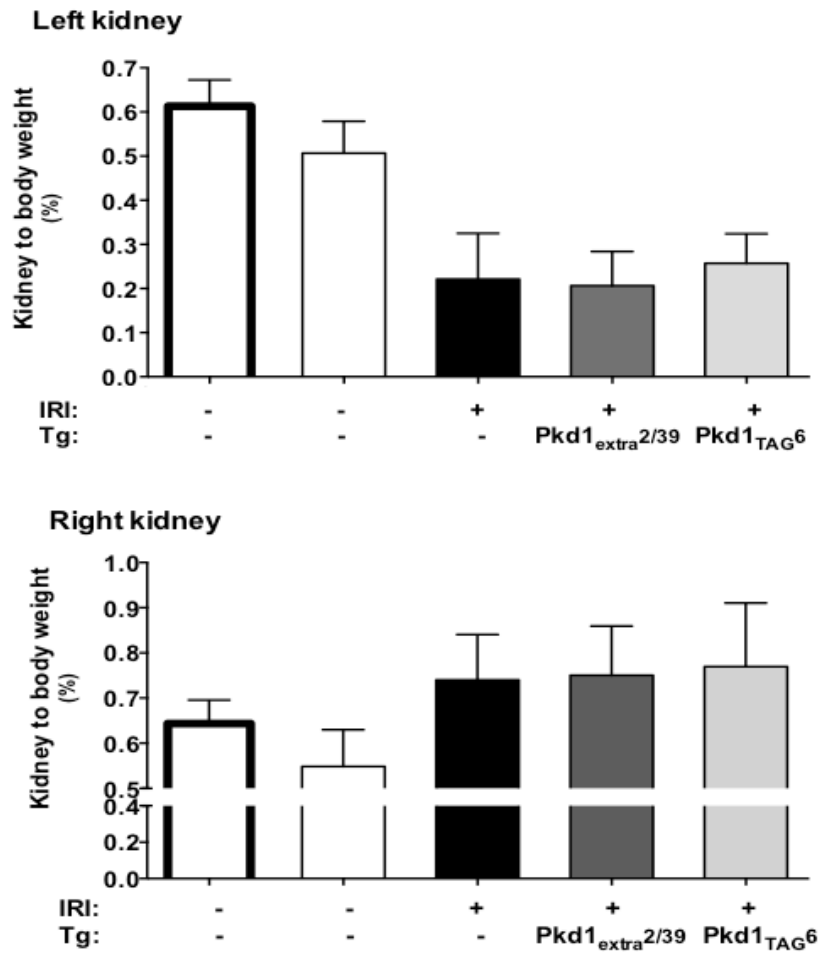 Left kidney
Kidney to body weight
(%)
0.7
0.6
0.5
0.4
0.3
0.2
0.1
0.0
IRI: - - + + +
Tg: - - - Pkd1extra2/39 Pkd1TAG6
Right kidney
Kidney to body weight
(%)
1.0
0.9
0.8
0.7
0.6
0.5
0.4
0.2
0.0
IRI: - - + + +
Tg: - - - Pkd1extra2/39 Pkd1TAG6